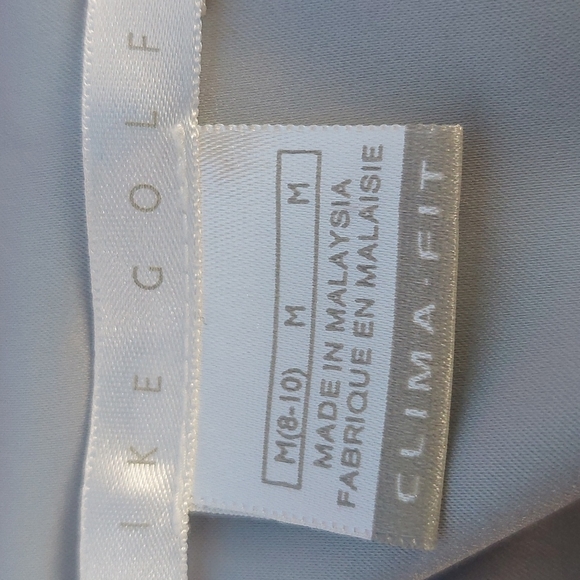 IKE GOLF
M(8-10) M M
MADE IN MALAYSIA
FABRIQUE EN MALAISIE
CLIMA-FIT